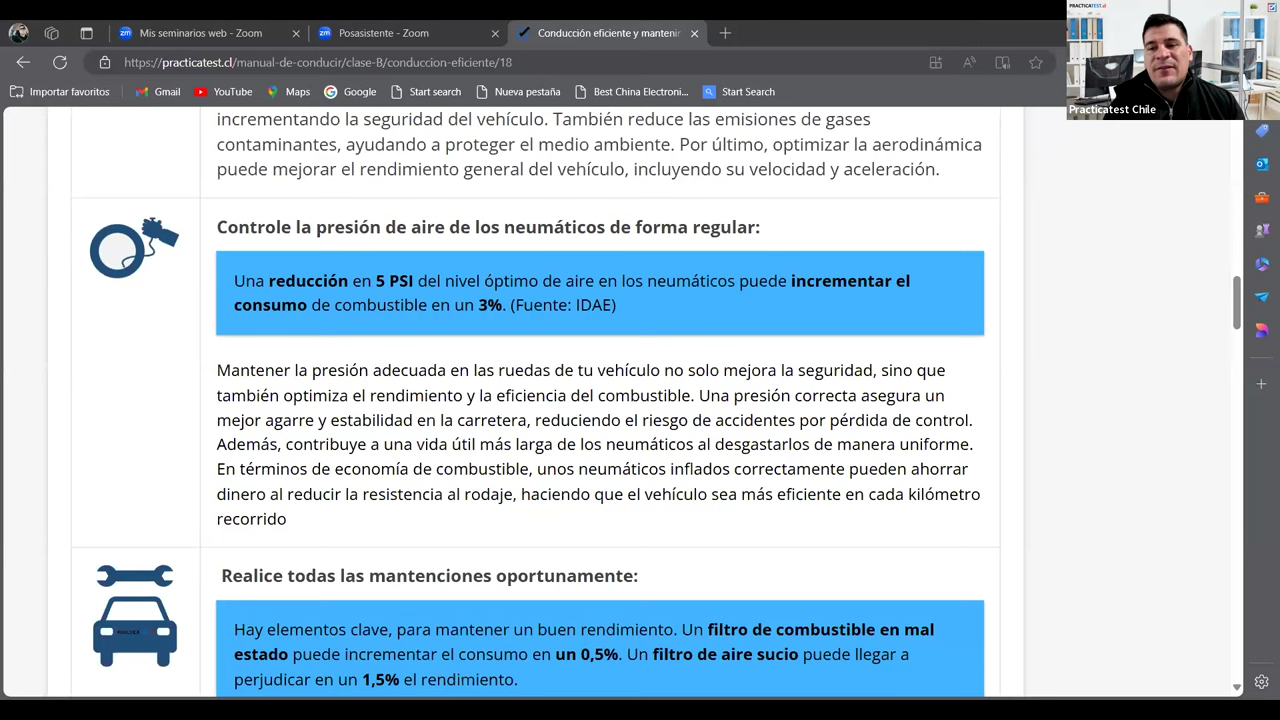 PRACTICATEST.cl
zm Mis seminarios web - Zoom
zm Posasistente - Zoom
Conducción eficiente y mantenir
https://practicatest.cl/manual-de-conducir/clase-B/conduccion-eficiente/18
Importar favoritos
Gmail
YouTube
Maps
Google
Start search
Nueva pestaña
Best China Electroni...
Start Search
Practicatest Chile
incrementando la seguridad del vehículo. También reduce las emisiones de gases
contaminantes, ayudando a proteger el medio ambiente. Por último, optimizar la aerodinámica
puede mejorar el rendimiento general del vehículo, incluyendo su velocidad y aceleración.
Controle la presión de aire de los neumáticos de forma regular:
Una reducción en 5 PSI del nivel óptimo de aire en los neumáticos puede incrementar el
consumo de combustible en un 3%. (Fuente: IDAE)
Mantener la presión adecuada en las ruedas de tu vehículo no solo mejora la seguridad, sino que
también optimiza el rendimiento y la eficiencia del combustible. Una presión correcta asegura un
mejor agarre y estabilidad en la carretera, reduciendo el riesgo de accidentes por pérdida de control.
Además, contribuye a una vida útil más larga de los neumáticos al desgastarlos de manera uniforme.
En términos de economía de combustible, unos neumáticos inflados correctamente pueden ahorrar
dinero al reducir la resistencia al rodaje, haciendo que el vehículo sea más eficiente en cada kilómetro
recorrido
Realice todas las mantenciones oportunamente:
Hay elementos clave, para mantener un buen rendimiento. Un filtro de combustible en mal
estado puede incrementar el consumo en un 0,5%. Un filtro de aire sucio puede llegar a
perjudicar en un 1,5% el rendimiento.